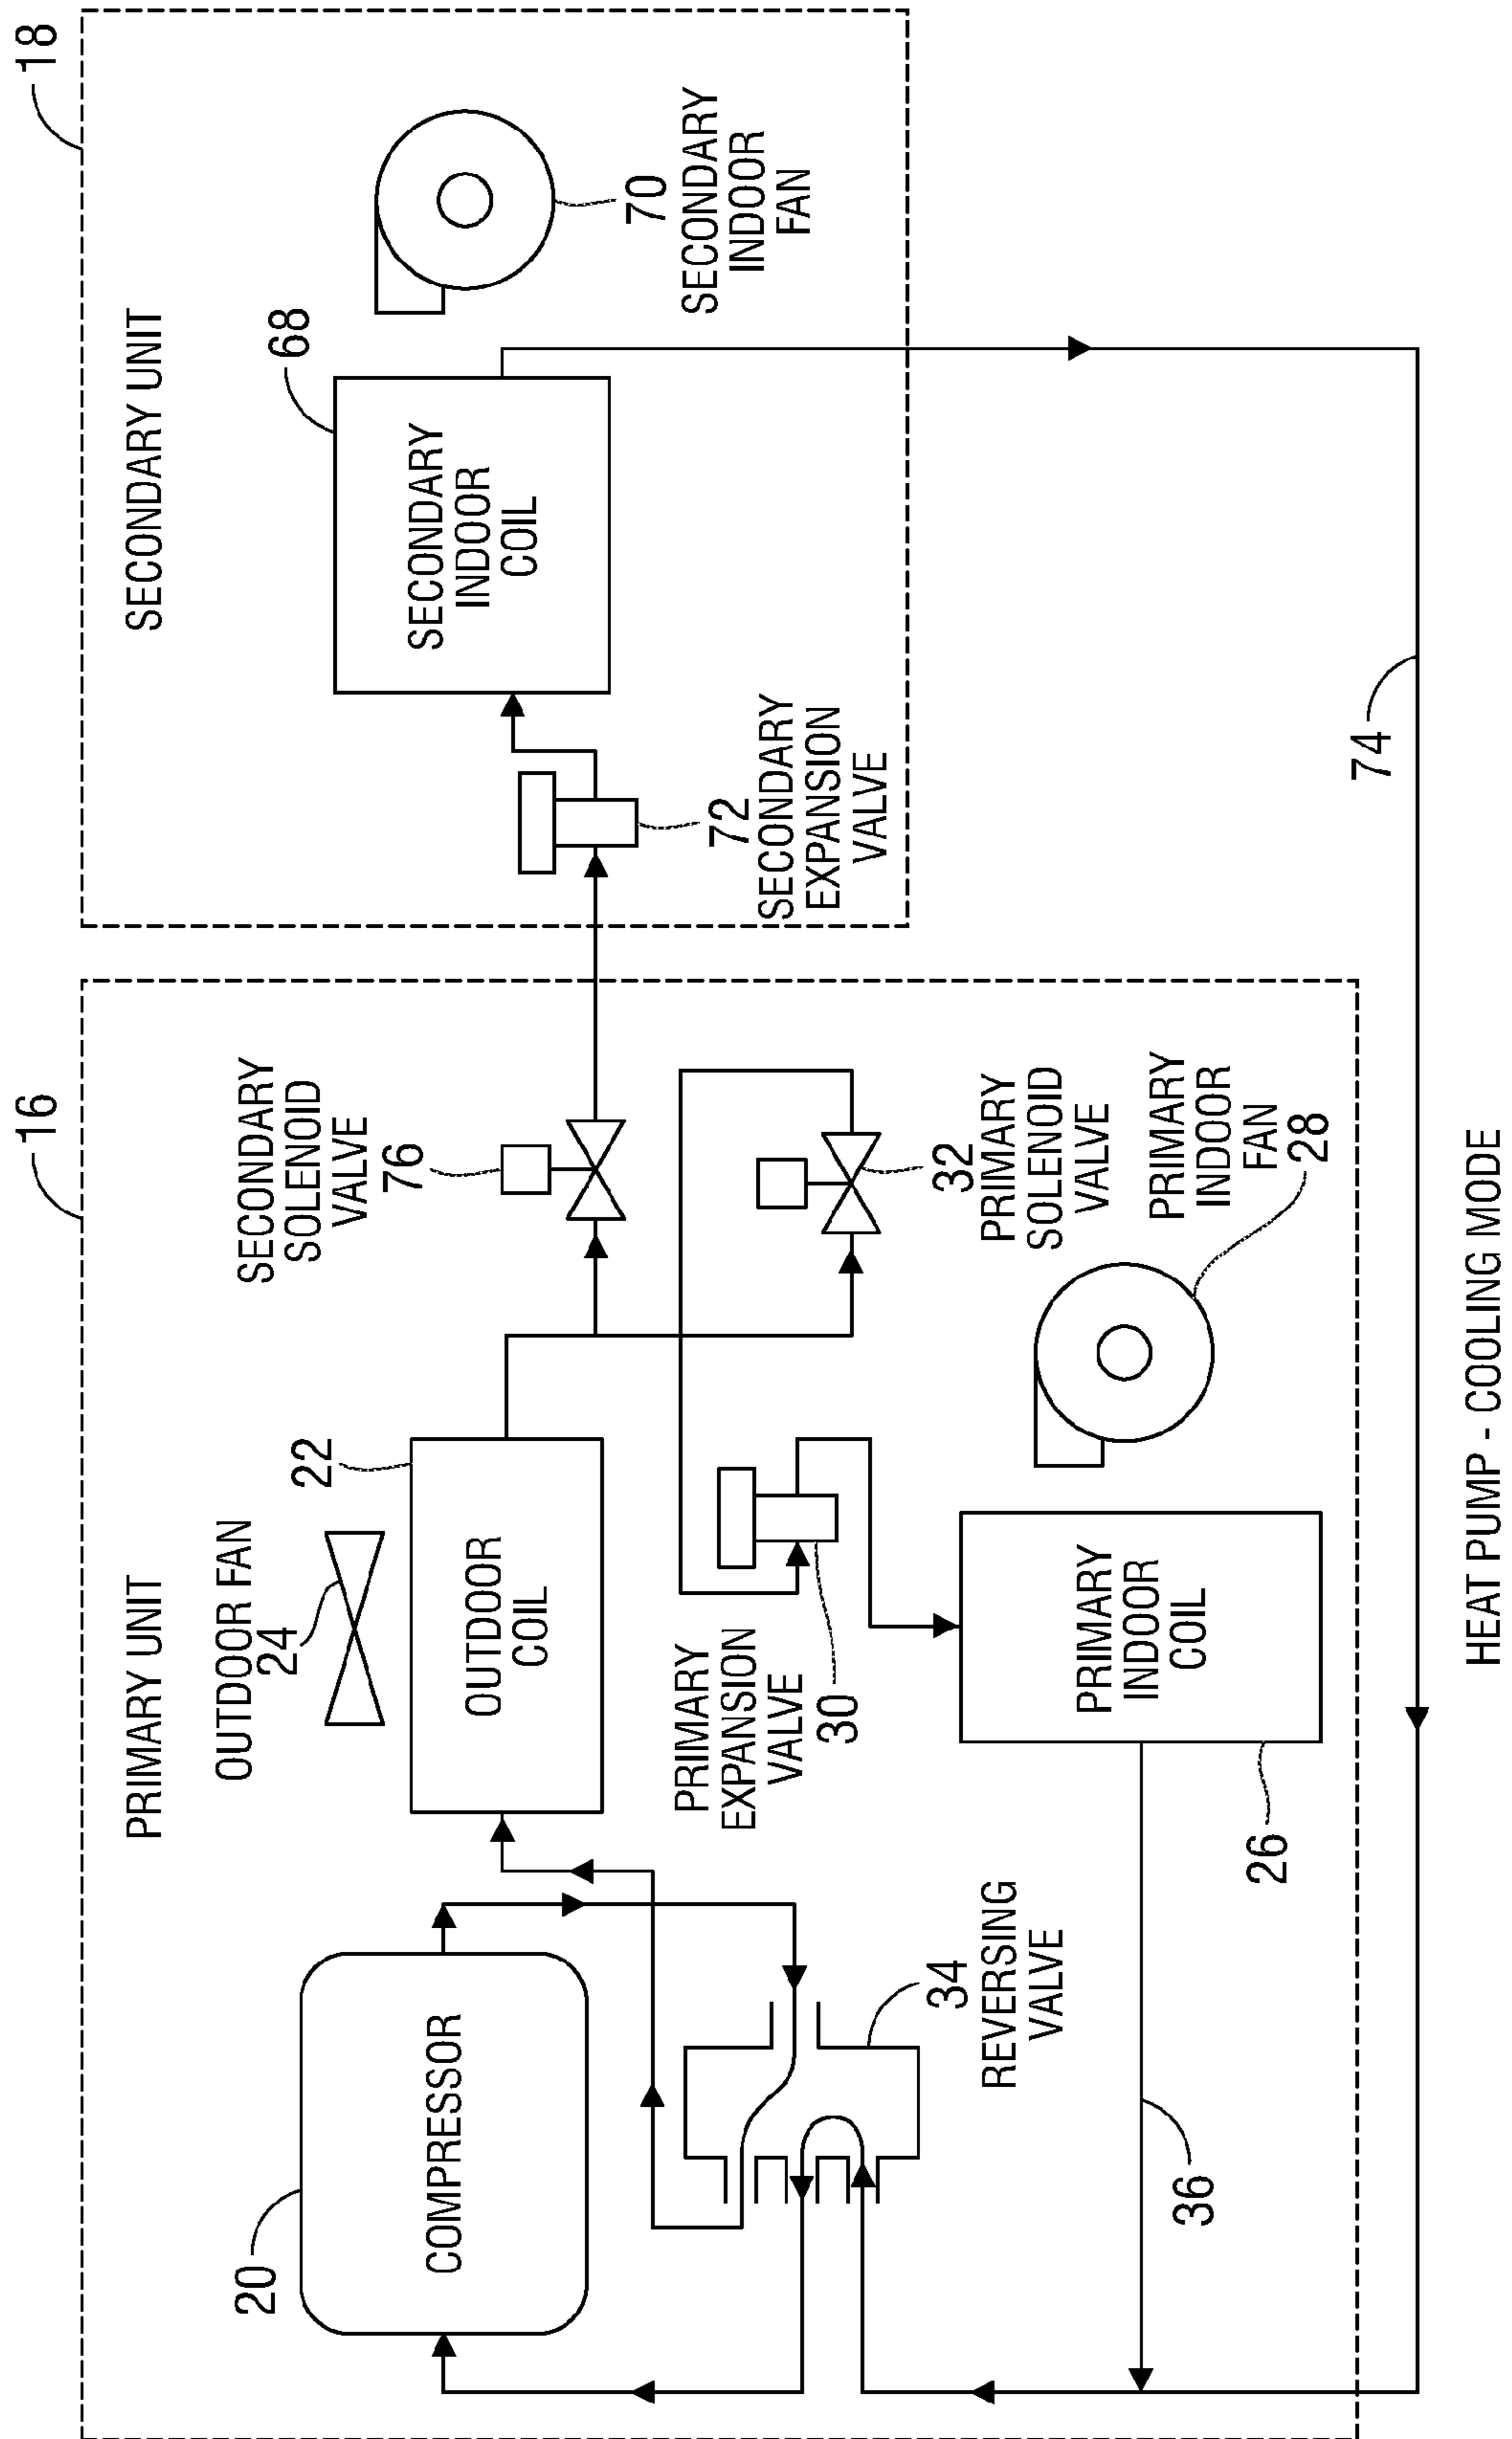 16
18
PRIMARY UNIT
SECONDARY UNIT
OUTDOOR FAN
24
22
SECONDARY
SOLENOID
VALVE
76
68
20
COMPRESSOR
OUTDOOR
COIL
SECONDARY
INDOOR
COIL
70
SECONDARY
INDOOR
FAN
72
SECONDARY
EXPANSION
VALVE
PRIMARY
EXPANSION
VALVE
30
32
PRIMARY
SOLENOID
VALVE
34
REVERSING
VALVE
PRIMARY
INDOOR
COIL
PRIMARY
INDOOR
FAN
28
36
26
74
HEAT PUMP - COOLING MODE